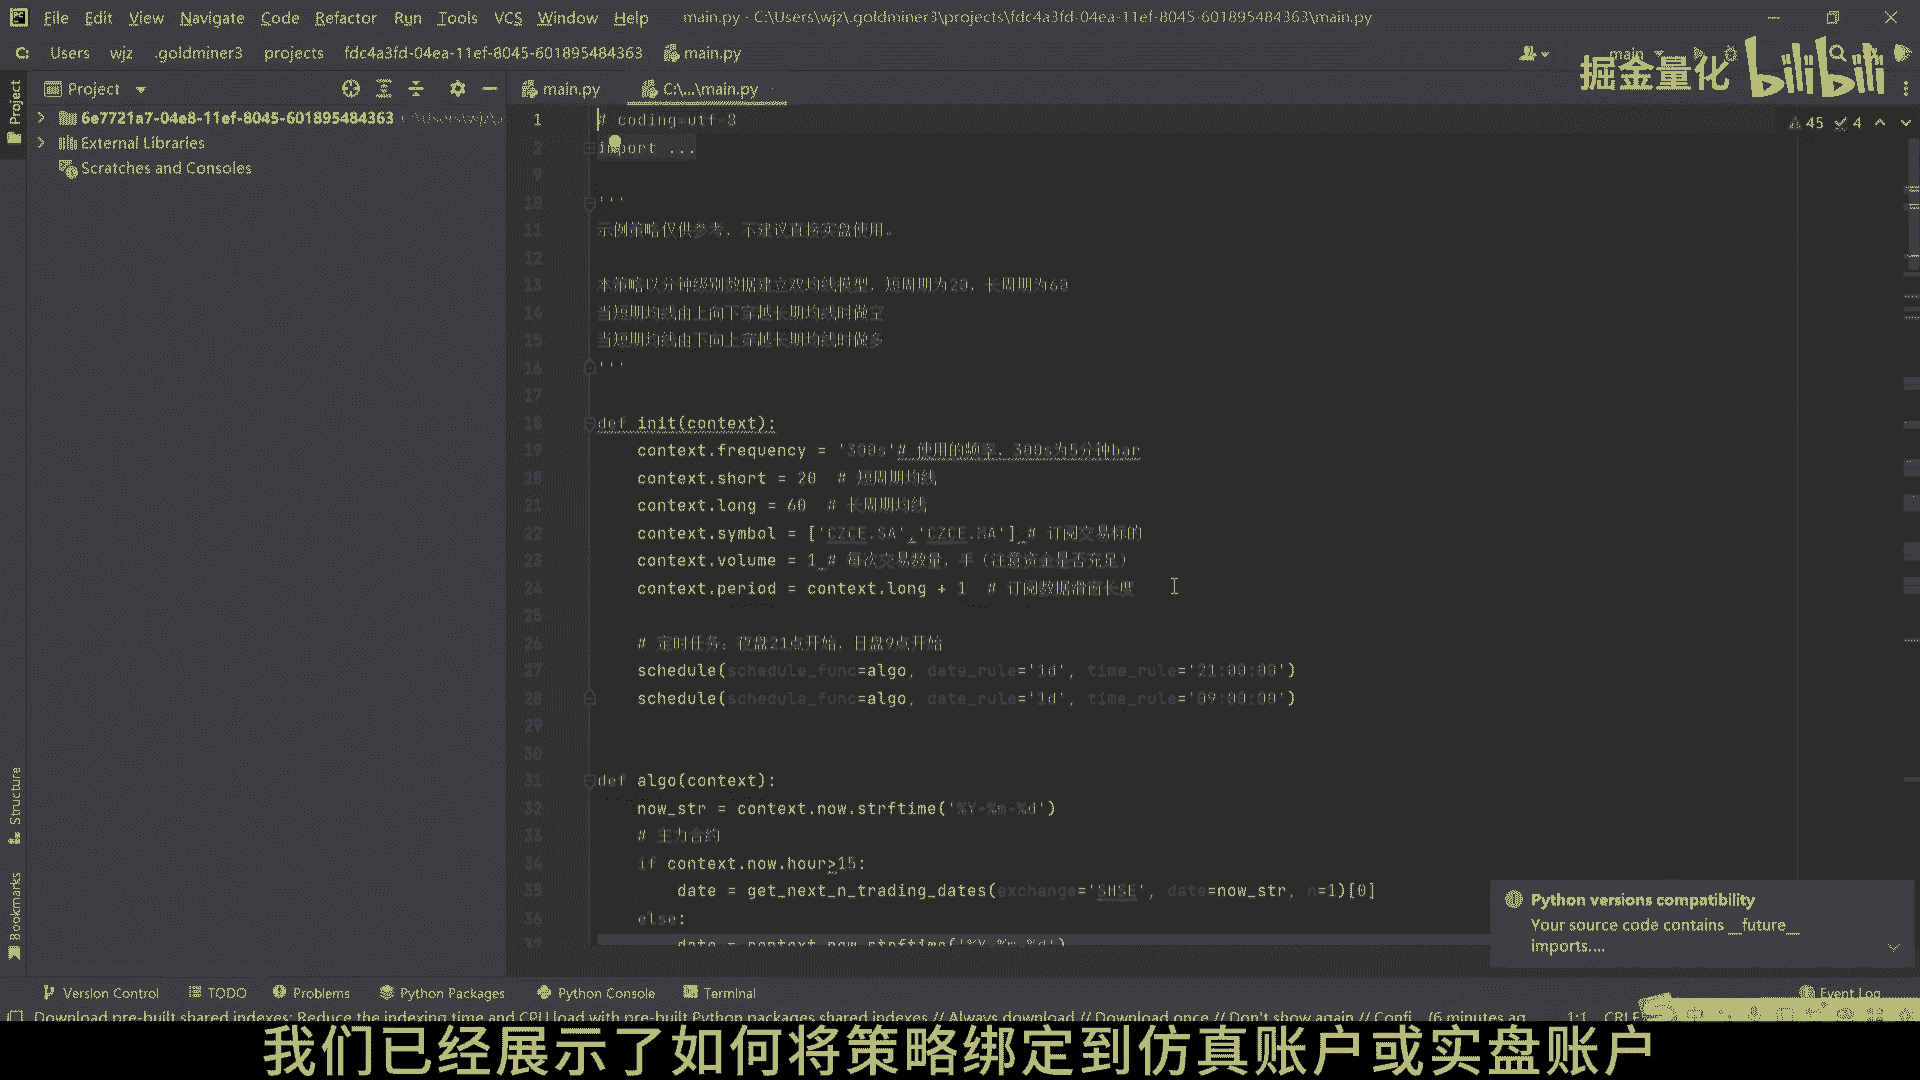 File Edit View Navigate Code Refactor Run Tools VCS Window Help main.py - C:\Users\wjz\.goldminer3\projects\fdc4a3fd-04ea-11ef-8045-601895484363\main.py
C: Users wjz .goldminer3 projects fdc4a3fd-04ea-11ef-8045-601895484363 main.py main
掘金量化 bilibili
Project main.py C:\...\main.py
Project
6e7721a7-04e8-11ef-8045-601895484363
External Libraries
Scratches and Consoles
45 4
1 # coding=utf-8
2 import ...
9
10 '''
11 示例策略仅供参考，不建议直接实盘使用。
12
13 本策略以分钟级别数据建立双均线模型，短周期为20，长周期为60
14 当短期均线由上向下穿越长期均线时做空
15 当短期均线由下向上穿越长期均线时做多
16 '''
17
18 def init(context):
19 context.frequency = '300s'# 使用的频率，300s为5分钟bar
20 context.short = 20 # 短周期均线
21 context.long = 60 # 长周期均线
22 context.symbol = ['CZCE.SA','CZCE.MA'] # 订阅交易标的
23 context.volume = 1 # 每次交易数量，手（注意资金是否充足）
24 context.period = context.long + 1 # 订阅数据滑窗长度
25
26 # 定时任务：夜盘21点开始，日盘9点开始
27 schedule(schedule_func=algo, date_rule='1d', time_rule='21:00:00')
28 schedule(schedule_func=algo, date_rule='1d', time_rule='09:00:00')
29
30
31 def algo(context):
32 now_str = context.now.strftime('%Y-%m-%d')
33 # 主力合约
34 if context.now.hour>15:
35 date = get_next_n_trading_dates(exchange='SHSE', date=now_str, n=1)[0]
36 else:
37 date = context.now.strftime('%Y-%m-%d')
Structure
Bookmarks
Python versions compatibility
Your source code contains __future__
imports....
Version Control TODO Problems Python Packages Python Console Terminal Event Log
Download pre-built shared indexes: Reduce the indexing time and CPU load with pre-built Python packages shared indexes // Always download // Download once // Don't show again // Confi... (6 minutes ag 1:1 CRLF
我们已经展示了如何将策略绑定到仿真账户或实盘账户